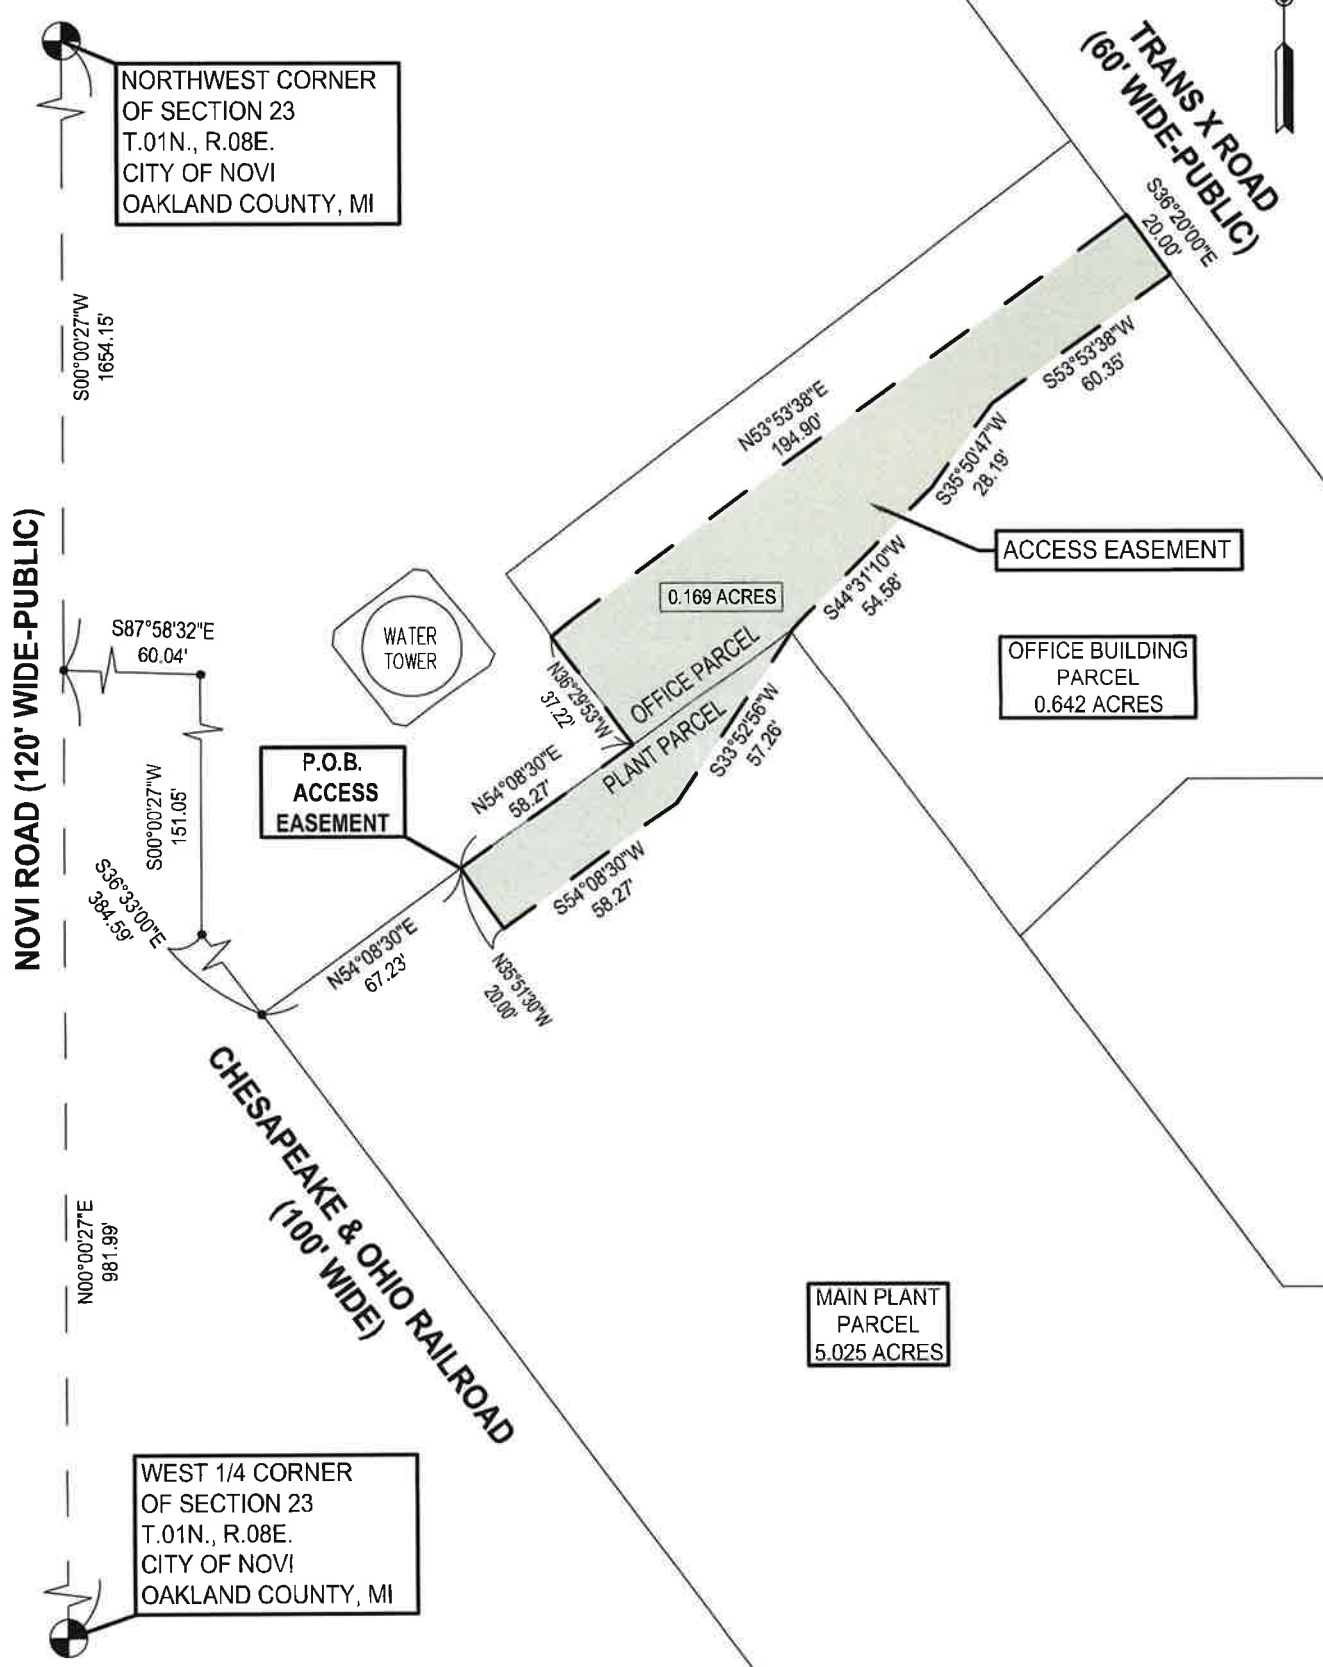 NORTHWEST CORNER
OF SECTION 23
T.01N., R.08E.
CITY OF NOVI
OAKLAND COUNTY, MI
TRANS X ROAD
(60' WIDE-PUBLIC)
S36°20'00"E
20.00'
S00°00'27"W
1654.15'
N53°53'38"E
194.90'
S53°53'38"W
60.35'
S35°50'47"W
28.19'
ACCESS EASEMENT
S44°31'10"W
54.58'
0.169 ACRES
NOVI ROAD (120' WIDE-PUBLIC)
S87°58'32"E
60.04'
WATER
TOWER
OFFICE BUILDING
PARCEL
0.642 ACRES
N36°29'53"W
37.22'
OFFICE PARCEL
PLANT PARCEL
S33°52'56"W
57.26'
P.O.B.
ACCESS
EASEMENT
N54°08'30"E
58.27'
S00°00'27"W
151.05'
S36°33'00"E
384.59'
S54°08'30"W
58.27'
N54°08'30"E
67.23'
N35°51'30"W
20.00'
CHESAPEAKE & OHIO RAILROAD
(100' WIDE)
N00°00'27"E
981.99'
MAIN PLANT
PARCEL
5.025 ACRES
WEST 1/4 CORNER
OF SECTION 23
T.01N., R.08E.
CITY OF NOVI
OAKLAND COUNTY, MI